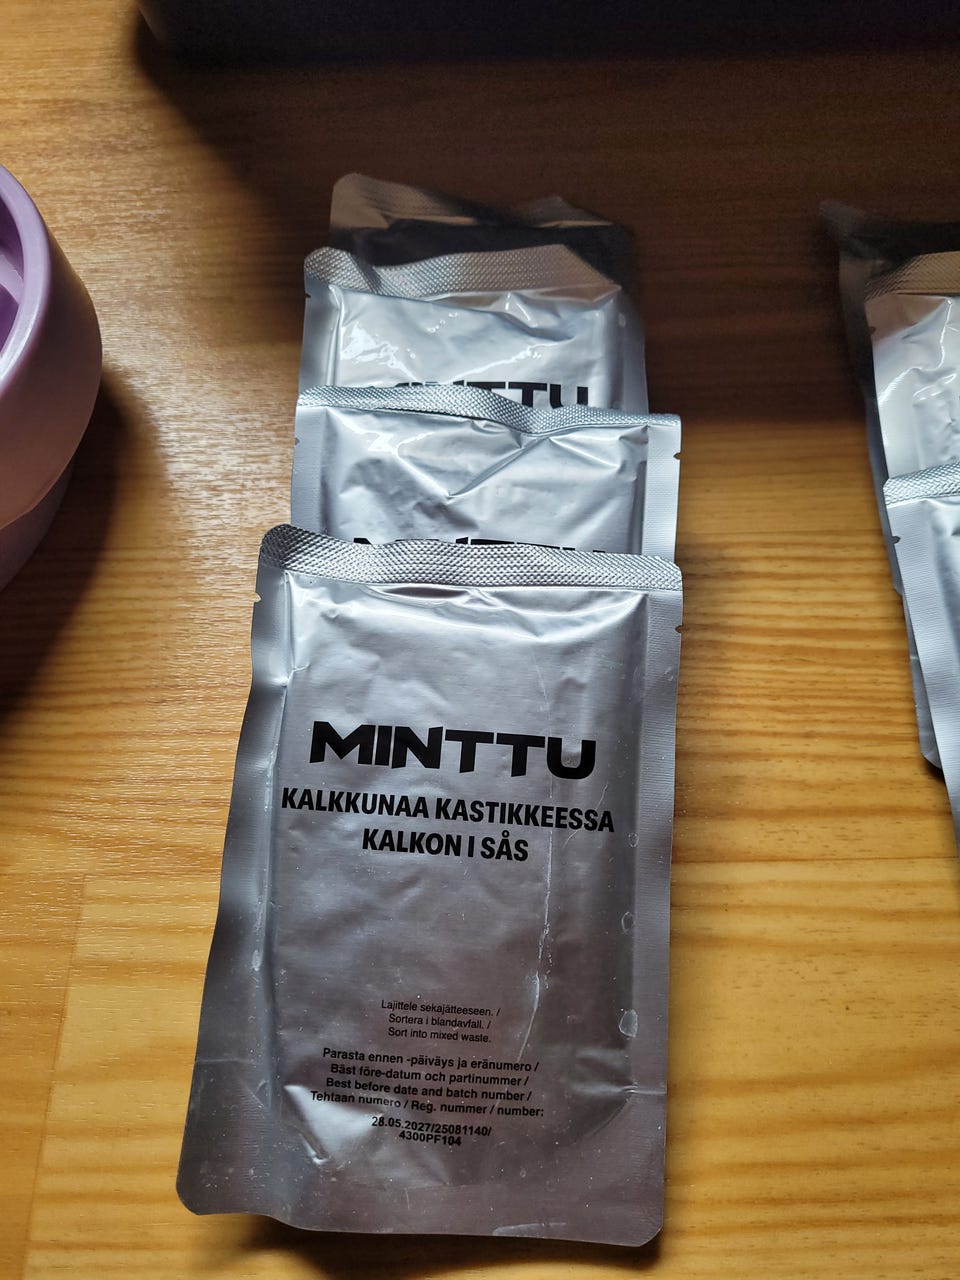 MINTTU
MINTTU
MINTTU
KALKKUNAA KASTIKKEESSA
KALKON I SÅS
Lajittele sekajätteeseen. /
Sortera i blandavfall. /
Sort into mixed waste.
Parasta ennen -päiväys ja eränumero /
Bäst före-datum och partinummer /
Best before date and batch number /
Tehtaan numero / Reg. nummer / number:
28.05.2027/25081140/
4300PF104